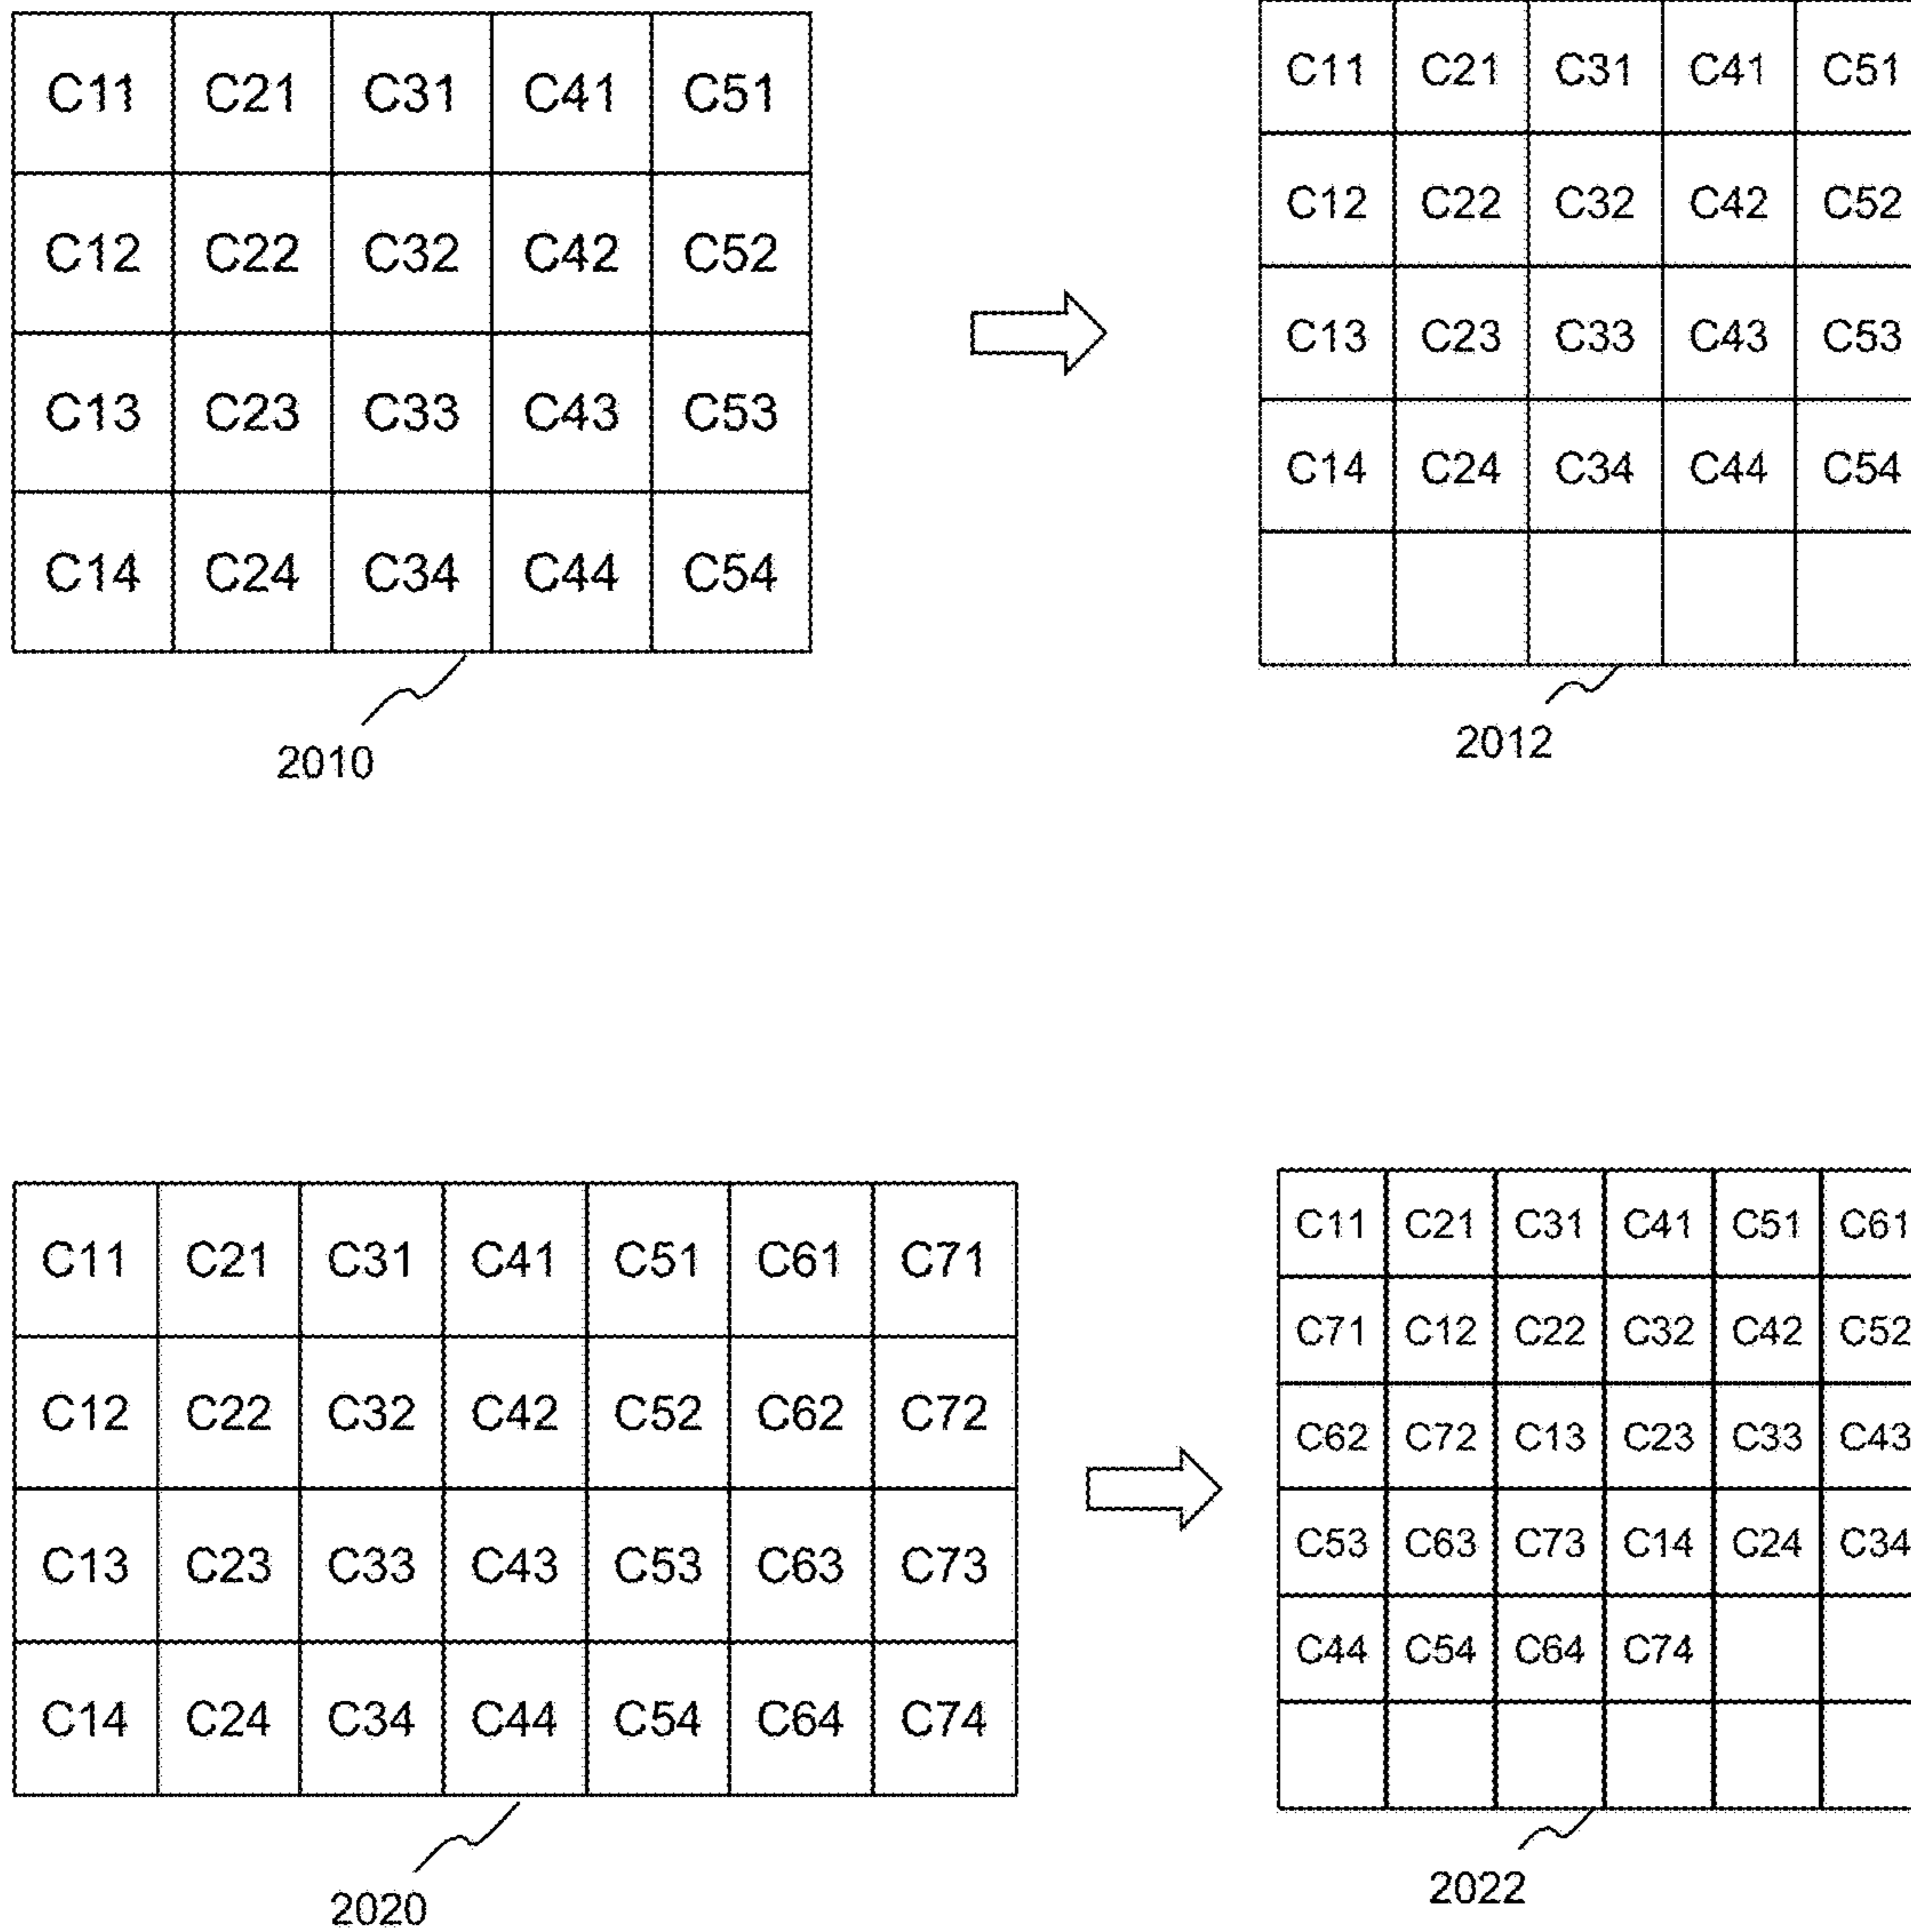 C11 C21 C31 C41 C51
C12 C22 C32 C42 C52
C13 C23 C33 C43 C53
C14 C24 C34 C44 C54
2010
C11 C21 C31 C41 C51
C12 C22 C32 C42 C52
C13 C23 C33 C43 C53
C14 C24 C34 C44 C54
2012
C11 C21 C31 C41 C51 C61 C71
C12 C22 C32 C42 C52 C62 C72
C13 C23 C33 C43 C53 C63 C73
C14 C24 C34 C44 C54 C64 C74
2020
C11 C21 C31 C41 C51 C61
C71 C12 C22 C32 C42 C52
C62 C72 C13 C23 C33 C43
C53 C63 C73 C14 C24 C34
C44 C54 C64 C74
2022